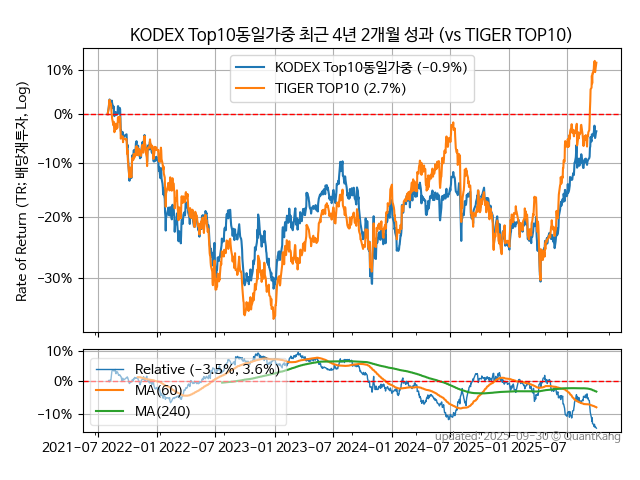 KODEX Top10동일가중 최근 4년 2개월 성과 (vs TIGER TOP10)
Rate of Return (TR: 배당재투자, Log)
10%
0%
−10%
−20%
−30%
KODEX Top10동일가중 (−0.9%)
TIGER TOP10 (2.7%)
10%
0%
−10%
Relative (−3.5%, 3.6%)
MA(60)
MA(240)
2021-07 2022-01 2022-07 2023-01 2023-07 2024-01 2024-07 2025-01 2025-07
updated: 2025-09-30 © QuantKang